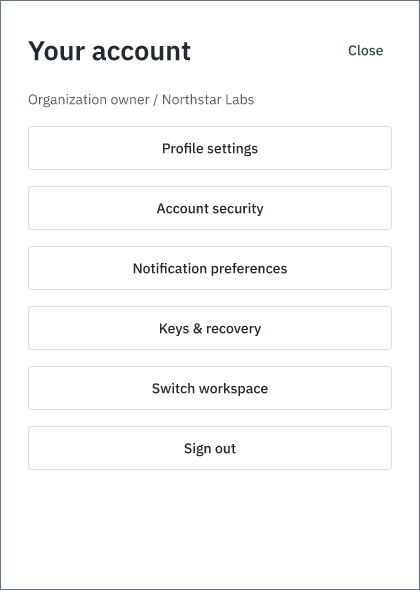 Your account
Close
Organization owner / Northstar Labs
Profile settings
Account security
Notification preferences
Keys & recovery
Switch workspace
Sign out